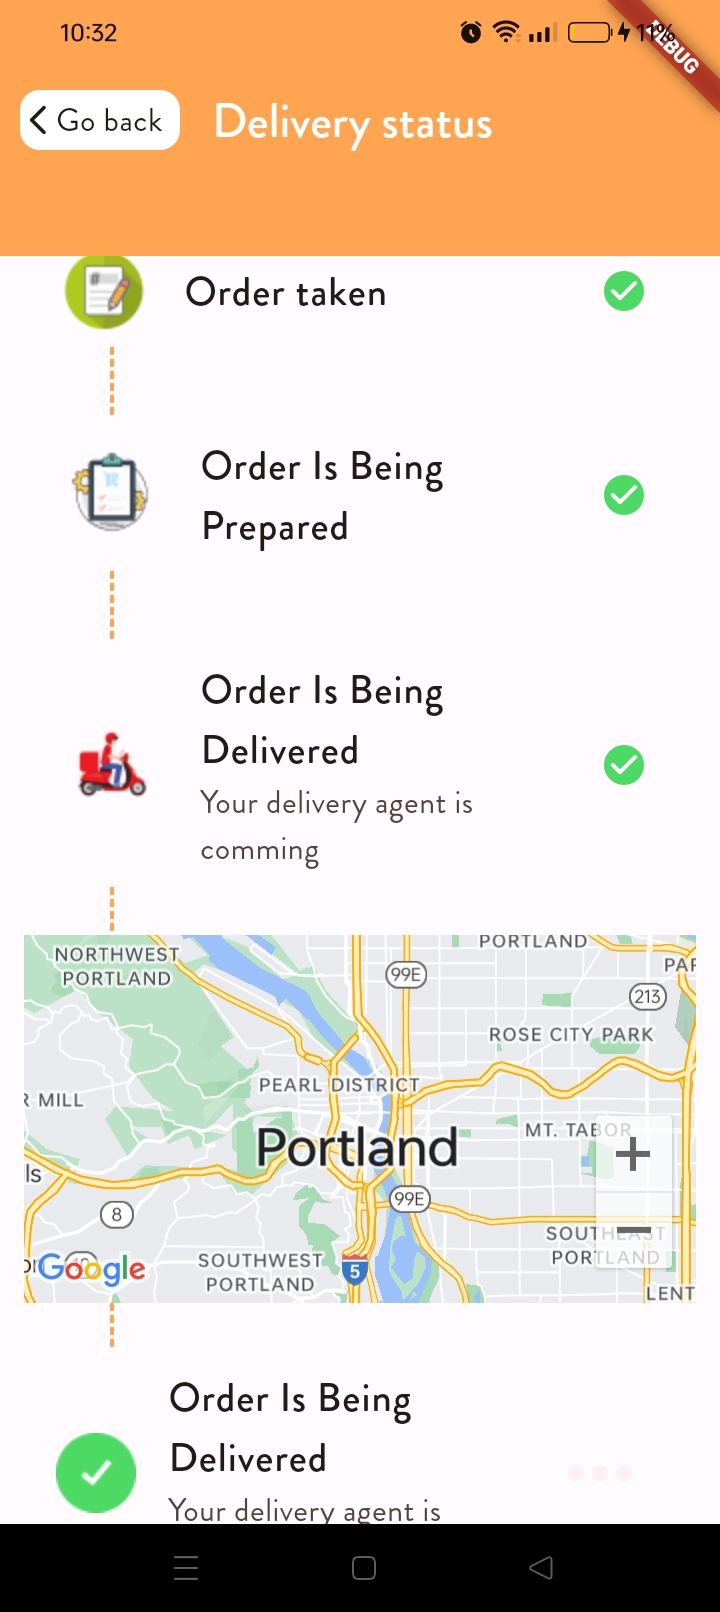 10:32
11%
DEBUG
Go back
Delivery status
Order taken
Order Is Being
Prepared
Order Is Being
Delivered
Your delivery agent is
comming
NORTHWEST
PORTLAND
PORTLAND
99E
213
ROSE CITY PARK
PEARL DISTRICT
MILL
MT. TABOR
Portland
99E
8
SOUTHEAST
PORTLAND
Google
SOUTHWEST
PORTLAND
5
LENT
Order Is Being
Delivered
Your delivery agent is